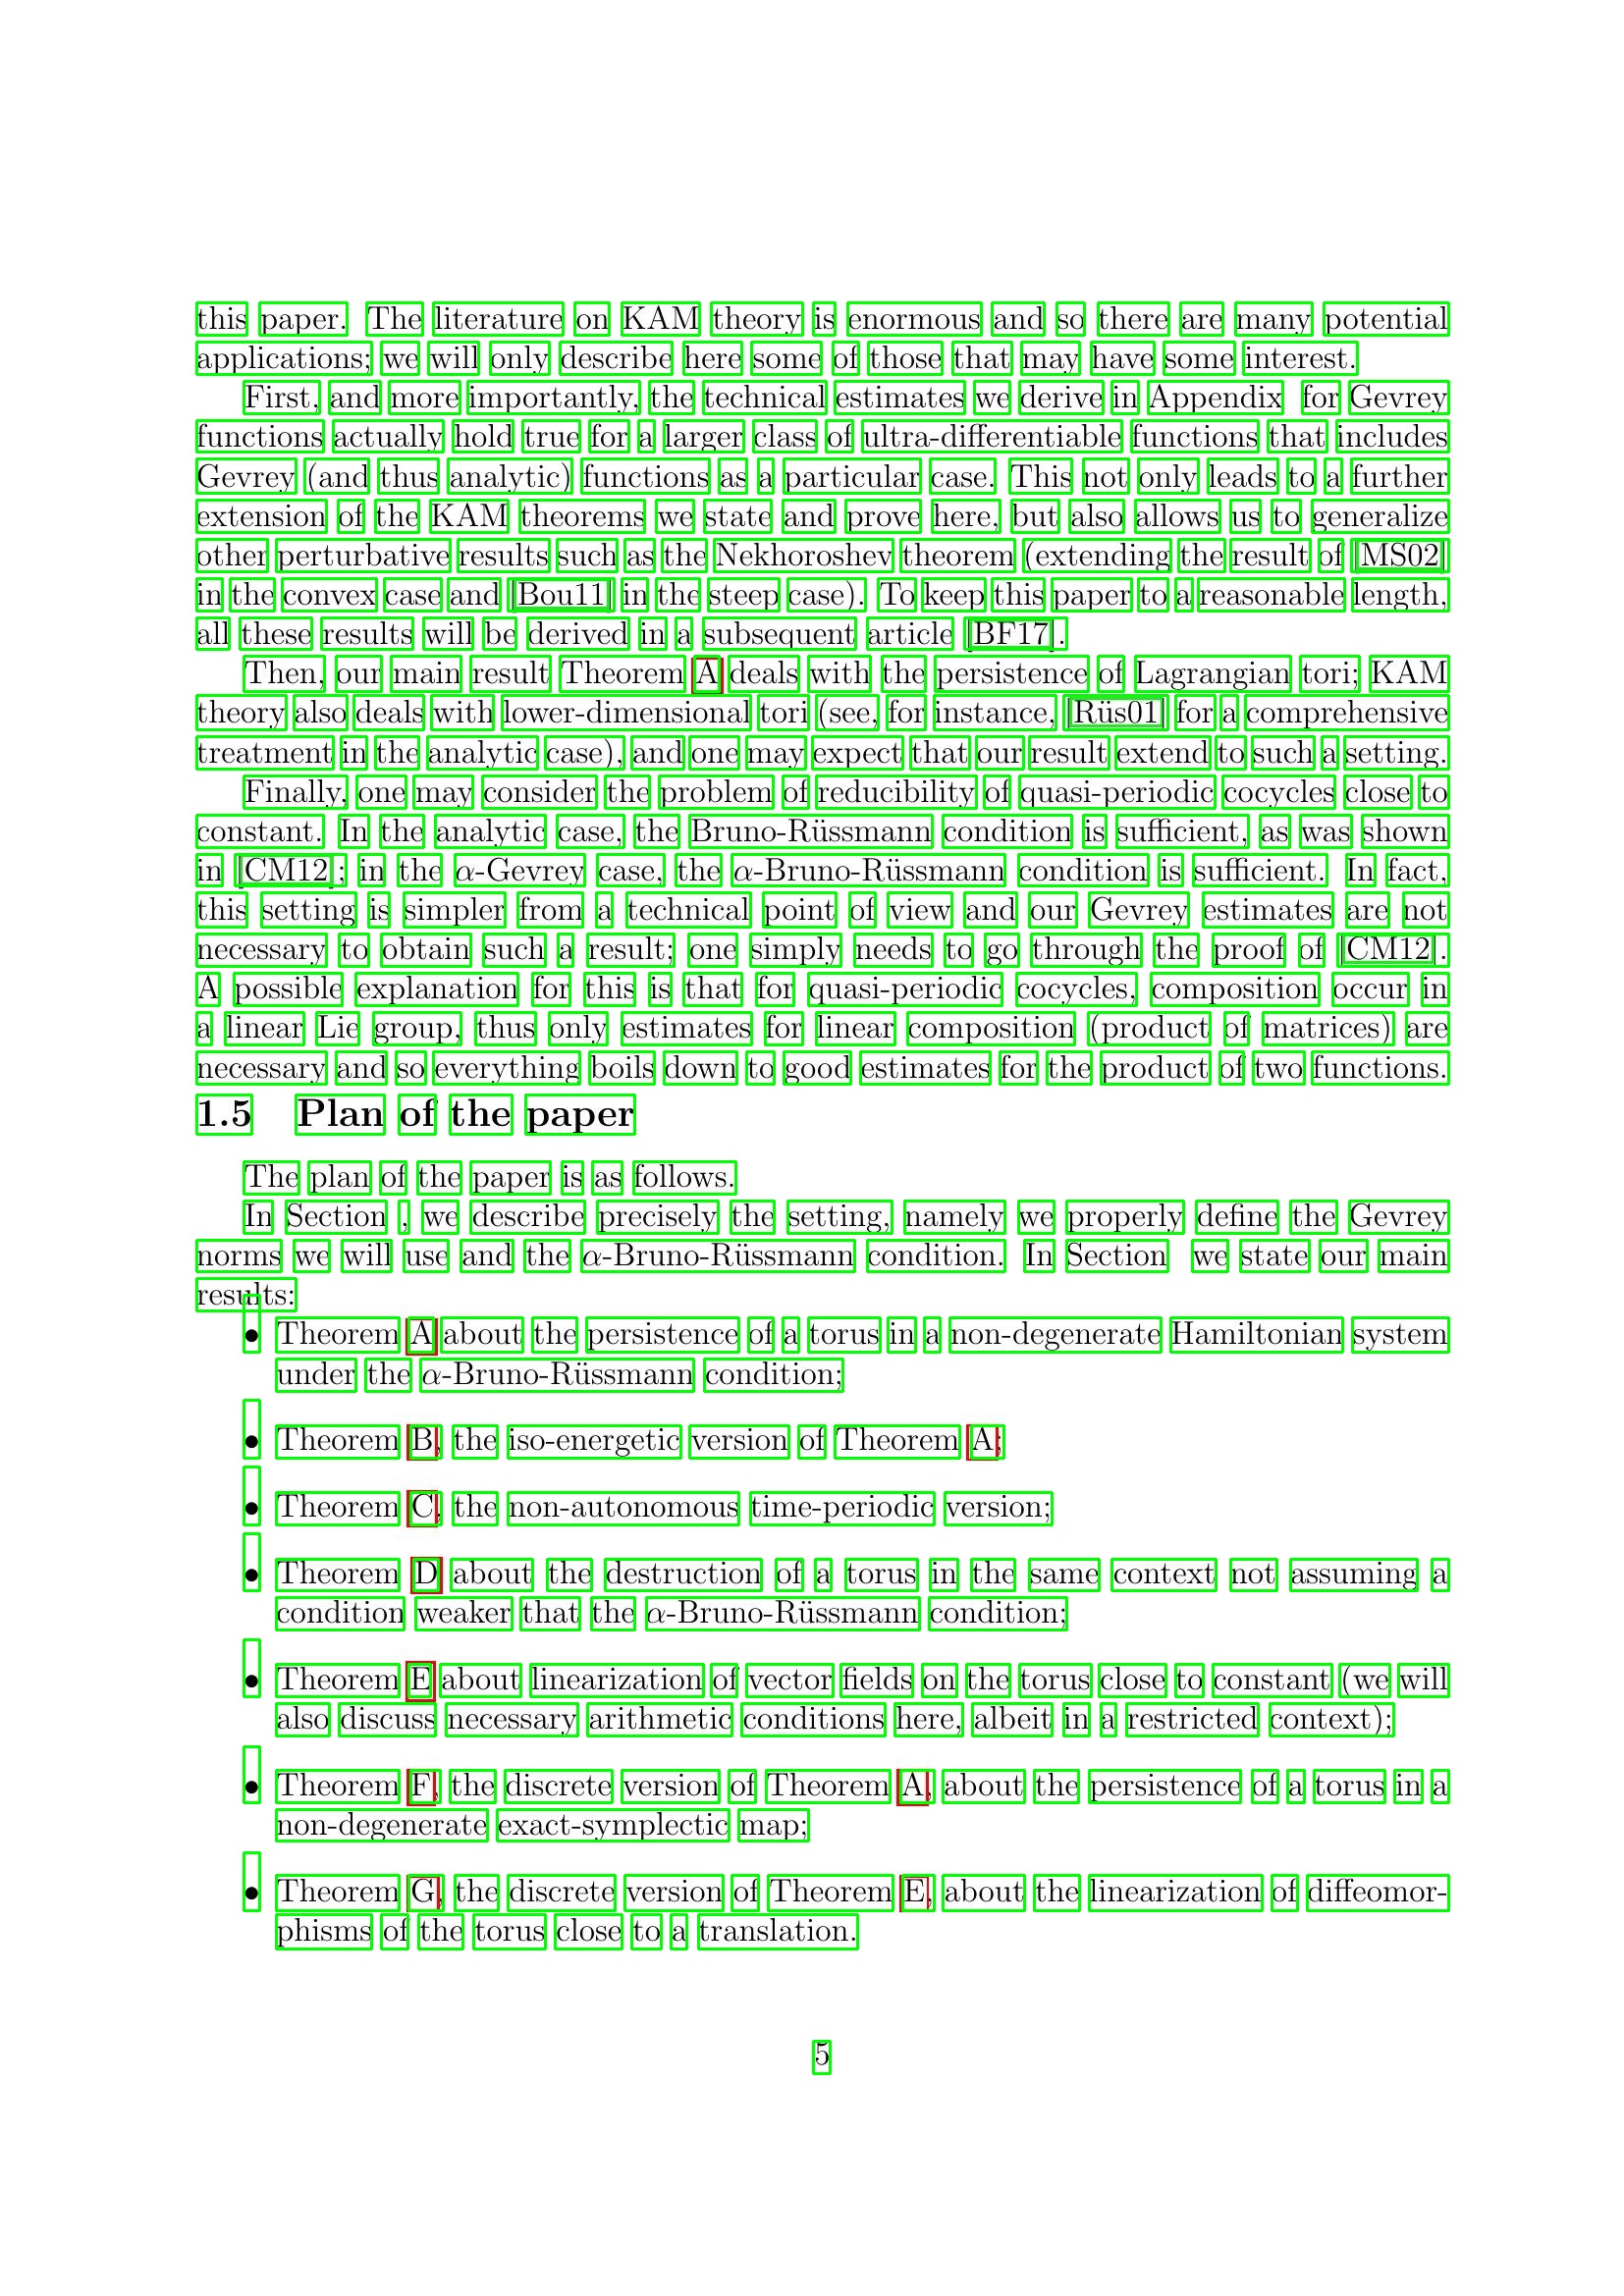 this paper. The literature on KAM theory is enormous and so there are many potential
applications; we will only describe here some of those that may have some interest.
First, and more importantly, the technical estimates we derive in Appendix for Gevrey
functions actually hold true for a larger class of ultra-differentiable functions that includes
Gevrey (and thus analytic) functions as a particular case. This not only leads to a further
extension of the KAM theorems we state and prove here, but also allows us to generalize
other perturbative results such as the Nekhoroshev theorem (extending the result of [MS02]
in the convex case and [Bou11] in the steep case). To keep this paper to a reasonable length,
all these results will be derived in a subsequent article [BF17].
Then, our main result Theorem A deals with the persistence of Lagrangian tori; KAM
theory also deals with lower-dimensional tori (see, for instance, [Rüs01] for a comprehensive
treatment in the analytic case), and one may expect that our result extend to such a setting.
Finally, one may consider the problem of reducibility of quasi-periodic cocycles close to
constant. In the analytic case, the Bruno-Rüssmann condition is sufficient, as was shown
in [CM12]; in the α-Gevrey case, the α-Bruno-Rüssmann condition is sufficient. In fact,
this setting is simpler from a technical point of view and our Gevrey estimates are not
necessary to obtain such a result; one simply needs to go through the proof of [CM12].
A possible explanation for this is that for quasi-periodic cocycles, composition occur in
a linear Lie group, thus only estimates for linear composition (product of matrices) are
necessary and so everything boils down to good estimates for the product of two functions.
1.5 Plan of the paper
The plan of the paper is as follows.
In Section , we describe precisely the setting, namely we properly define the Gevrey
norms we will use and the α-Bruno-Rüssmann condition. In Section we state our main
results:
• Theorem A about the persistence of a torus in a non-degenerate Hamiltonian system
under the α-Bruno-Rüssmann condition;
• Theorem B, the iso-energetic version of Theorem A;
• Theorem C, the non-autonomous time-periodic version;
• Theorem D about the destruction of a torus in the same context not assuming a
condition weaker that the α-Bruno-Rüssmann condition;
• Theorem E about linearization of vector fields on the torus close to constant (we will
also discuss necessary arithmetic conditions here, albeit in a restricted context);
• Theorem F, the discrete version of Theorem A, about the persistence of a torus in a
non-degenerate exact-symplectic map;
• Theorem G, the discrete version of Theorem E, about the linearization of diffeomor-
phisms of the torus close to a translation.
5